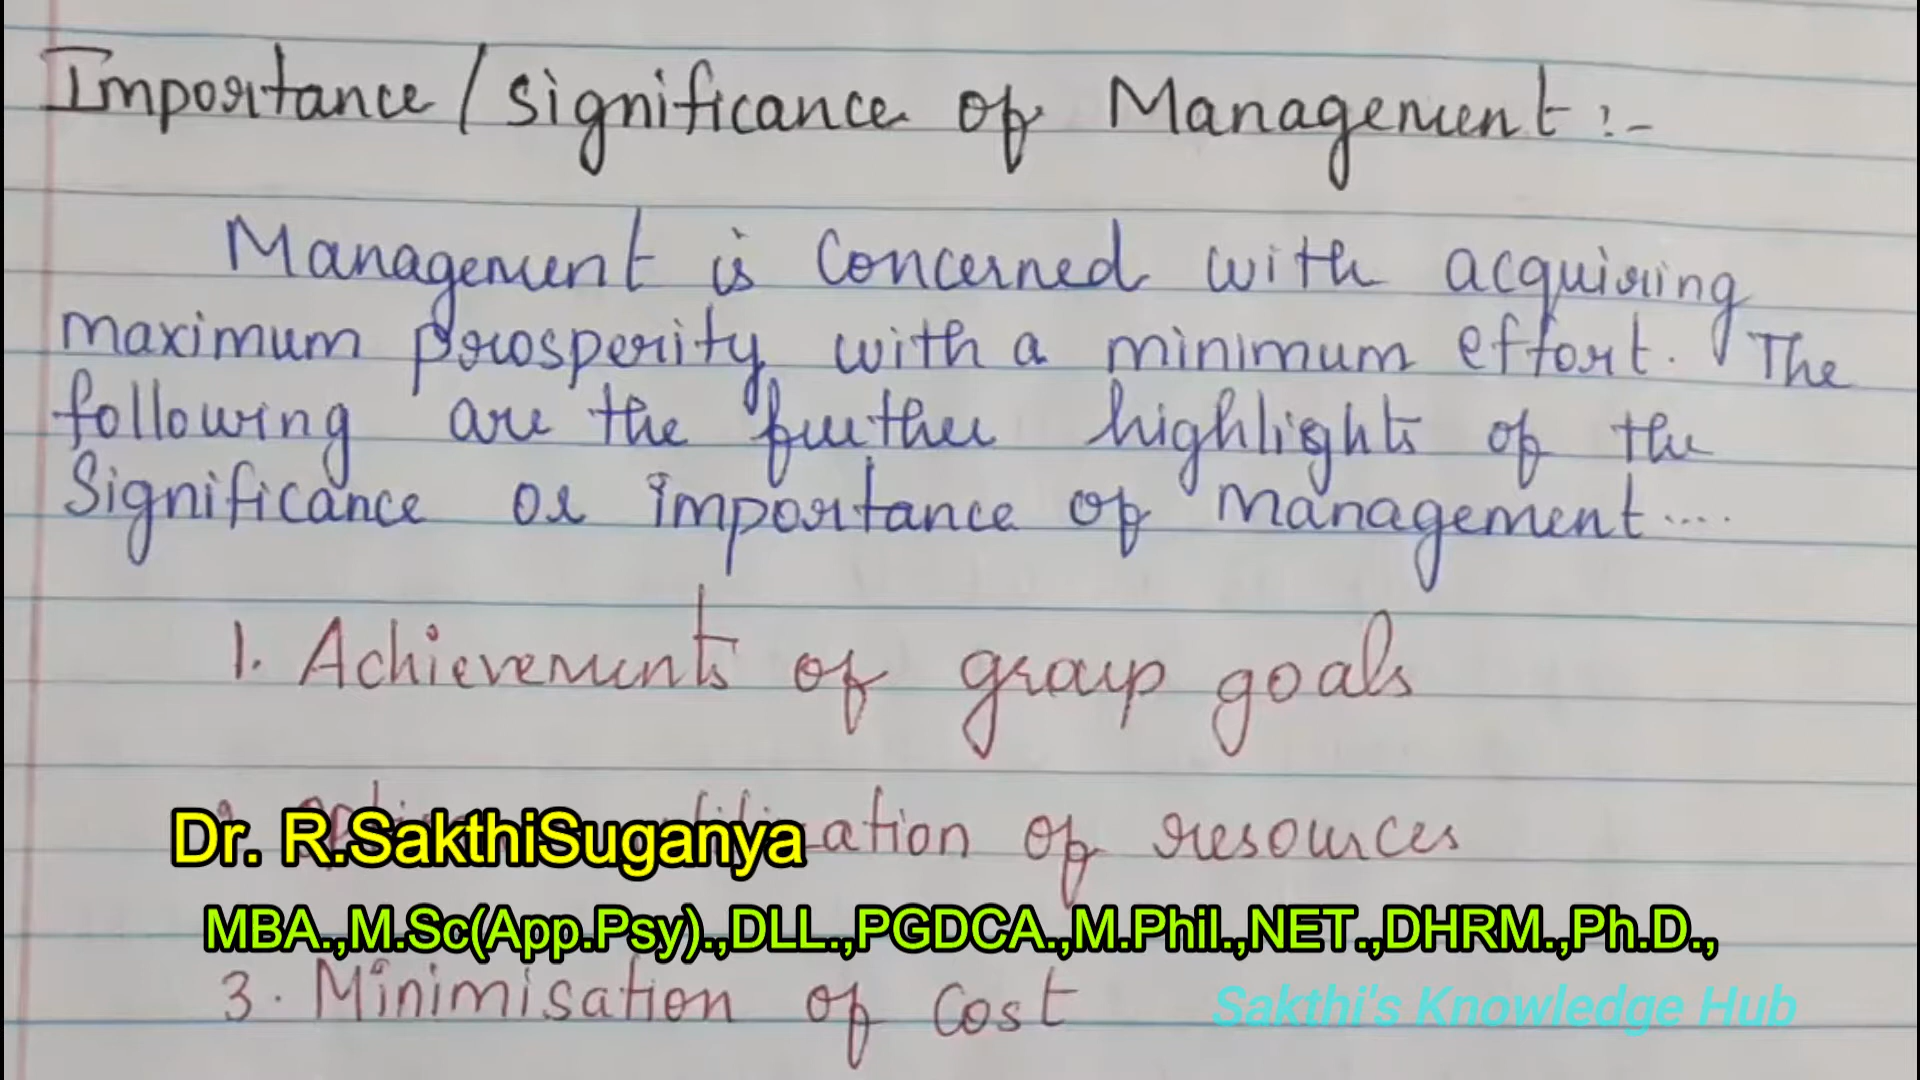 Importance / significance of Management :-
Management is Concerned with acquiring
maximum prosperity with a minimum effort. The
following are the further highlights of the
Significance or importance of management....
1. Achievements of group goals
of resources
Dr. R.SakthiSuganya
MBA.,M.Sc(App.Psy).,DLL.,PGDCA.,M.Phil.,NET.,DHRM.,Ph.D.,
3. Minimisation of Cost
Sakthi's Knowledge Hub